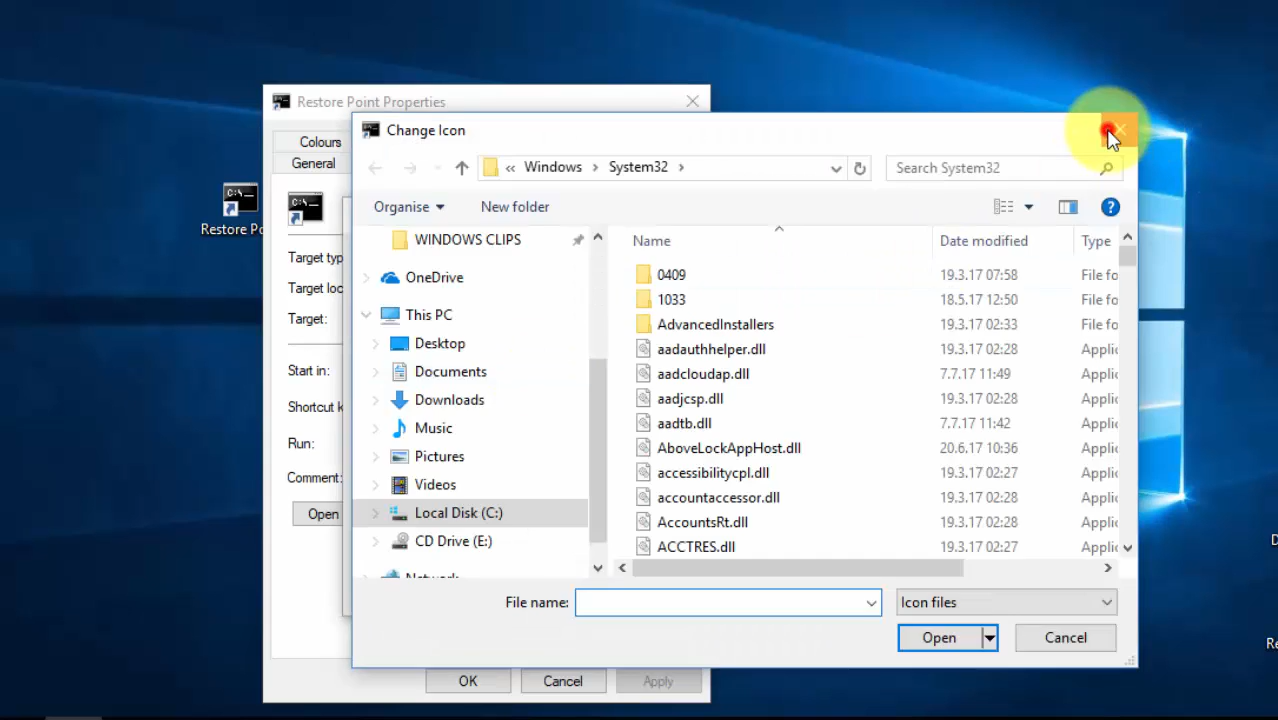 Restore Point Properties
Colours
General
Restore Po
Target typ
Target loc
Target:
Start in:
Shortcut k
Run:
Comment:
Open
OK
Cancel
Apply
Change Icon
« Windows > System32 >
Search System32
Organise
New folder
WINDOWS CLIPS
OneDrive
This PC
Desktop
Documents
Downloads
Music
Pictures
Videos
Local Disk (C:)
CD Drive (E:)
Network
Name Date modified Type
0409 19.3.17 07:58 File fo
1033 18.5.17 12:50 File fo
AdvancedInstallers 19.3.17 02:33 File fo
aadauthhelper.dll 19.3.17 02:28 Applic
aadcloudap.dll 7.7.17 11:49 Applic
aadjcsp.dll 19.3.17 02:28 Applic
aadtb.dll 7.7.17 11:42 Applic
AboveLockAppHost.dll 20.6.17 10:36 Applic
accessibilitycpl.dll 19.3.17 02:27 Applic
accountaccessor.dll 19.3.17 02:28 Applic
AccountsRt.dll 19.3.17 02:28 Applic
ACCTRES.dll 19.3.17 02:27 Applic
File name:
Icon files
Open
Cancel
D
Re